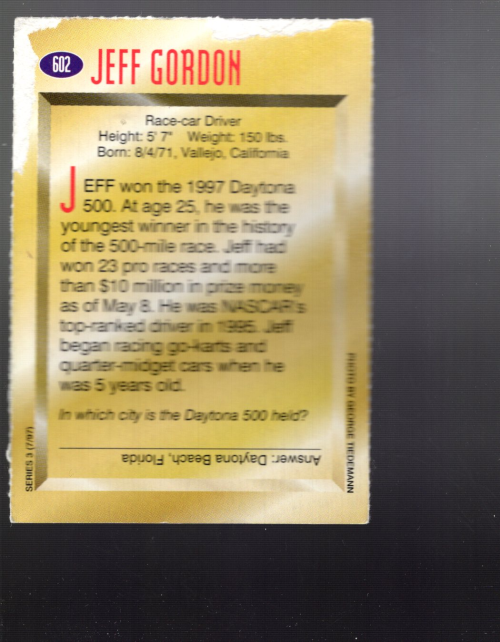 602
JEFF GORDON
Race-car Driver
Height: 5' 7" Weight: 150 lbs.
Born: 8/4/71, Vallejo, California
JEFF won the 1997 Daytona
500. At age 25, he was the
youngest winner in the history
of the 500-mile race. Jeff had
won 23 pro races and more
than $10 million in prize money
as of May 8. He was NASCAR's
top-ranked driver in 1995. Jeff
began racing go-karts and
quarter-midget cars when he
was 5 years old.
In which city is the Daytona 500 held?
Answer: Daytona Beach, Florida
SERIES 3 (7/97)
PHOTO BY GEORGE TIEDEMANN